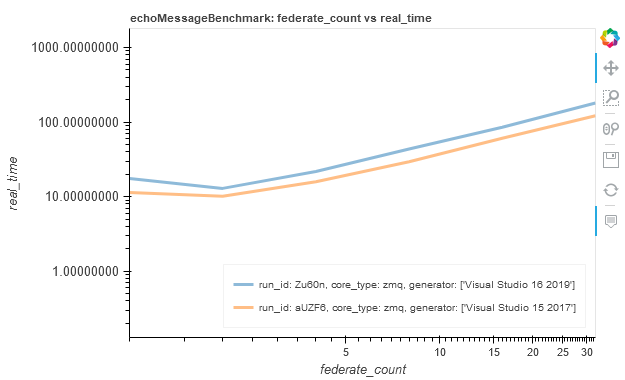 echoMessageBenchmark: federate_count vs real_time
1000.00000000
100.00000000
10.00000000
1.00000000
real_time
run_id: Zu60n, core_type: zmq, generator: ['Visual Studio 16 2019']
run_id: aUZF6, core_type: zmq, generator: ['Visual Studio 15 2017']
5 10 15 20 25 30
federate_count